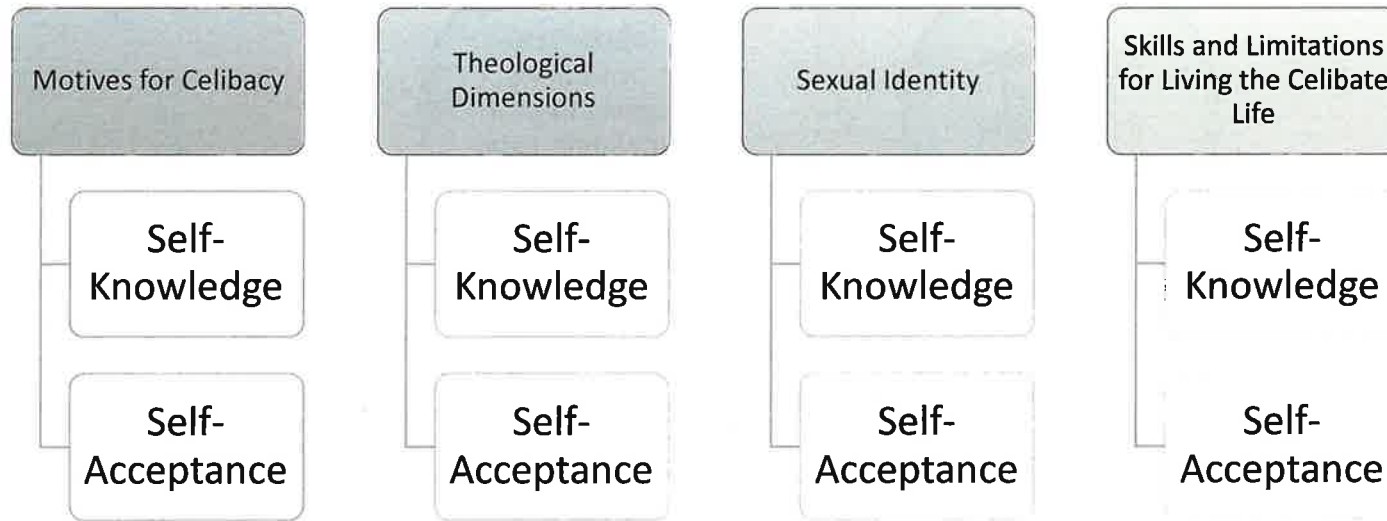 Motives for Celibacy
Self-
Knowledge
Self-
Acceptance
Theological
Dimensions
Self-
Knowledge
Self-
Acceptance
Sexual Identity
Self-
Knowledge
Self-
Acceptance
Skills and Limitations
for Living the Celibate
Life
Self-
Knowledge
Self-
Acceptance